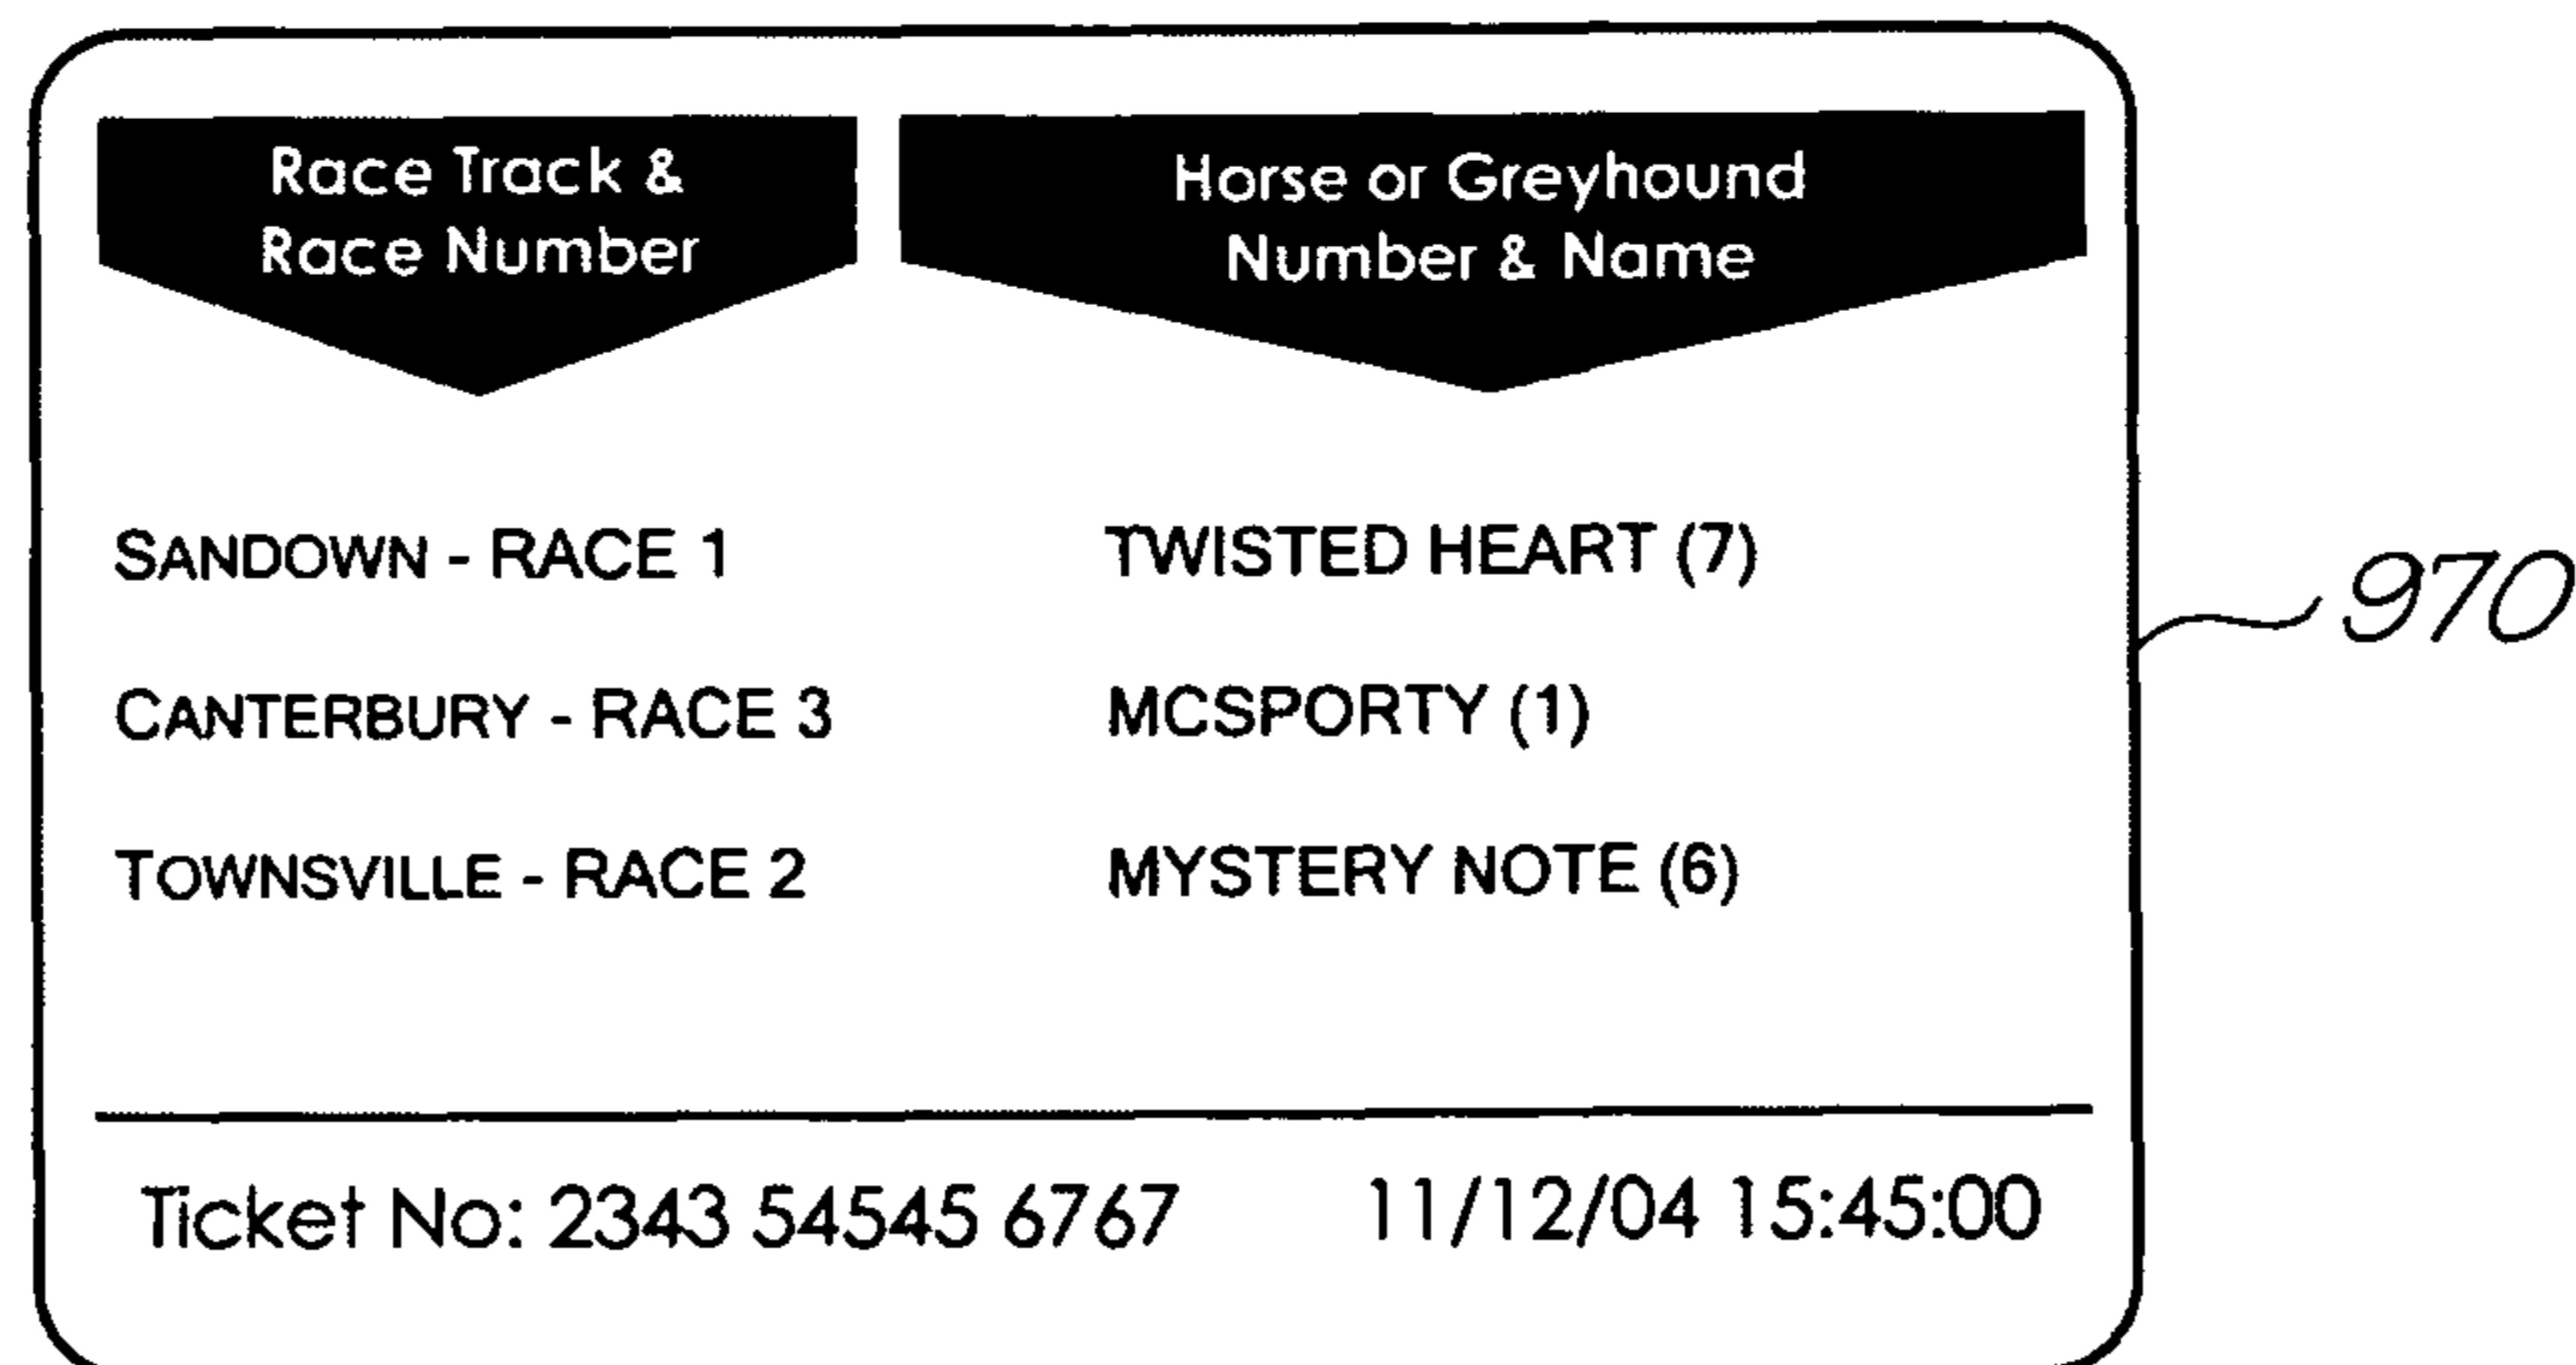 Race Track &
Race Number
Horse or Greyhound
Number & Name
SANDOWN - RACE 1 TWISTED HEART (7)
CANTERBURY - RACE 3 MCSPORTY (1)
TOWNSVILLE - RACE 2 MYSTERY NOTE (6)
970
Ticket No: 2343 54545 6767 11/12/04 15:45:00